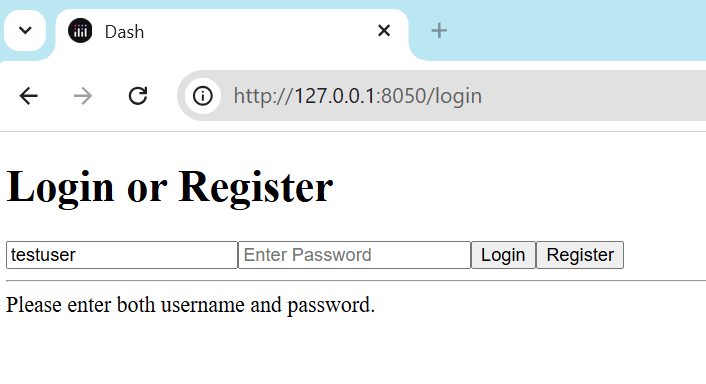 Dash
http://127.0.0.1:8050/login
Login or Register
testuser Enter Password Login Register
Please enter both username and password.